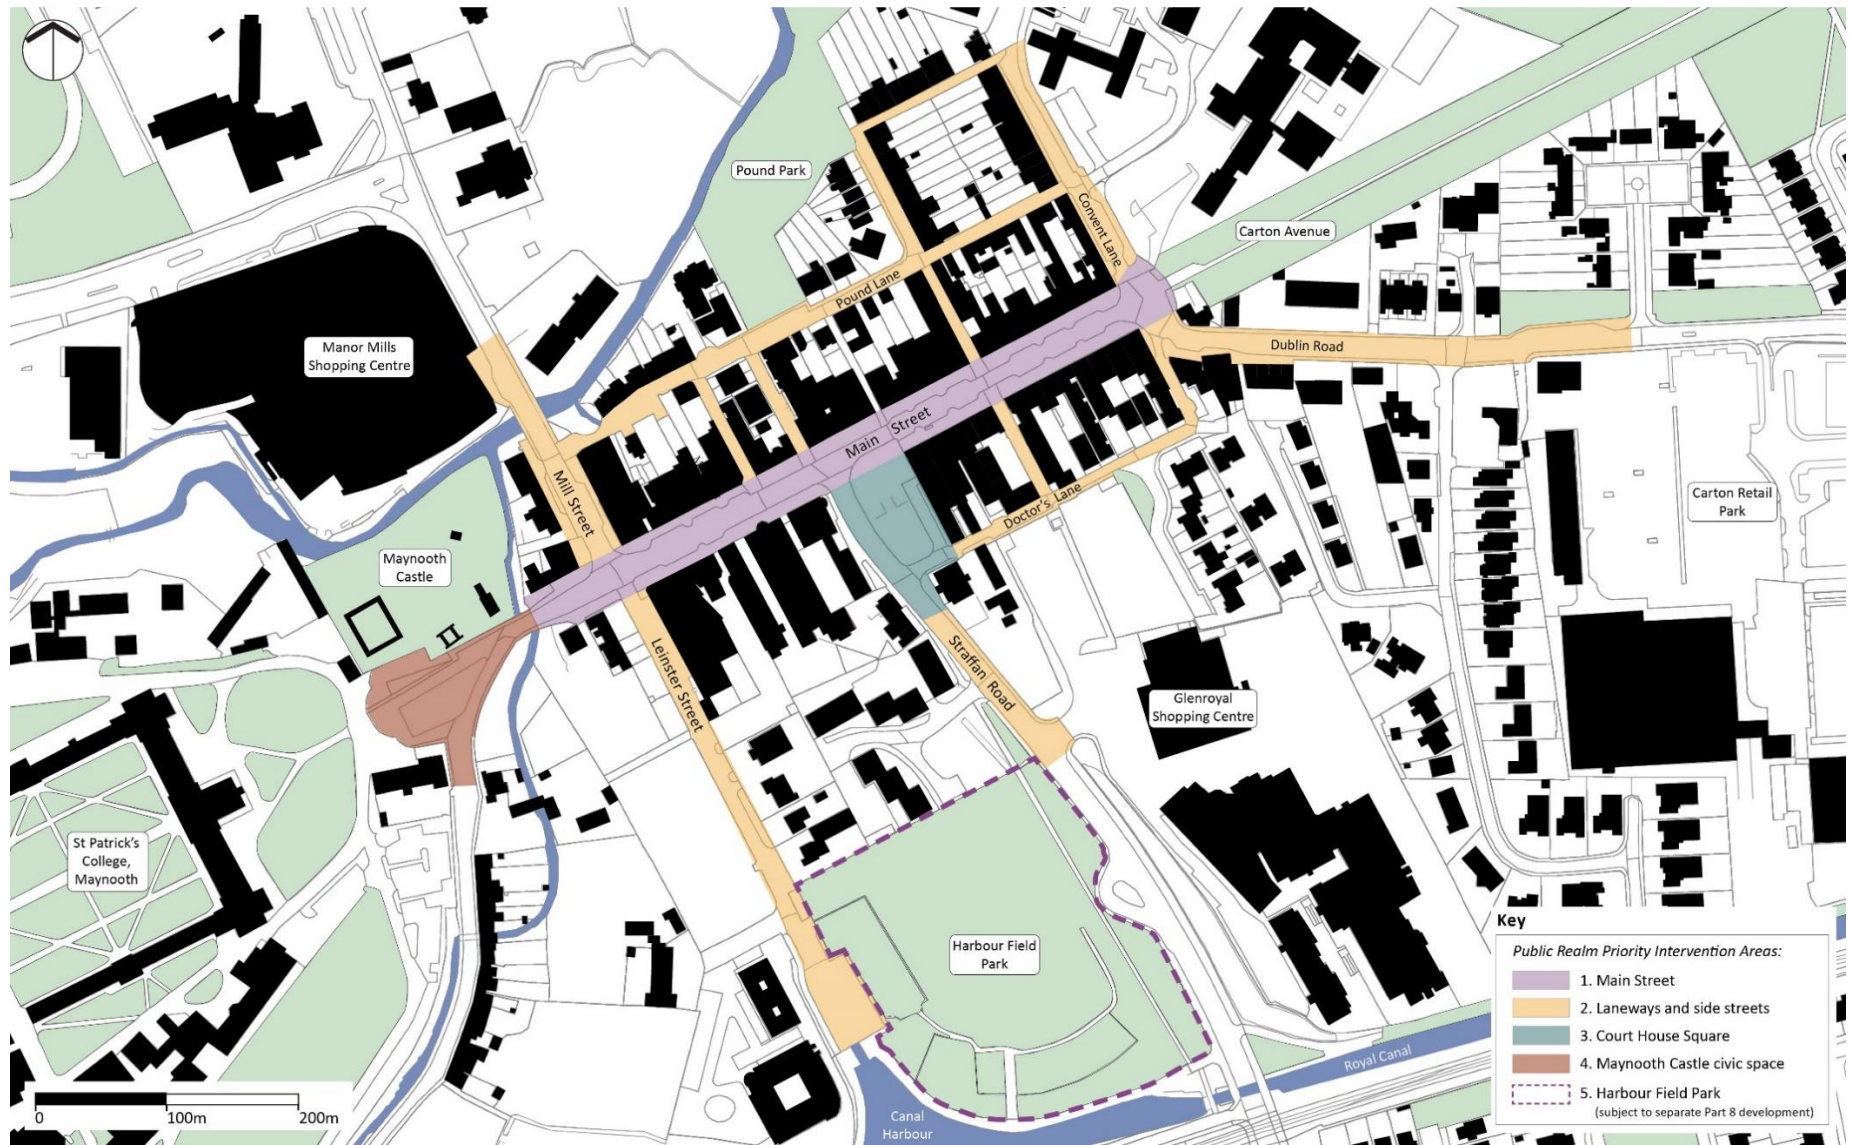 Pound Park
Convent Lane
Carton Avenue
Pound Lane
Manor Mills
Shopping Centre
Dublin Road
Main Street
Mill Street
Doctor's Lane
Carton Retail
Park
Maynooth
Castle
Leinster Street
Straffan Road
Glenroyal
Shopping Centre
St Patrick's
College,
Maynooth
Harbour Field
Park
Royal Canal
Canal
Harbour
0
100m
200m
Key
Public Realm Priority Intervention Areas:
1. Main Street
2. Laneways and side streets
3. Court House Square
4. Maynooth Castle civic space
5. Harbour Field Park
(subject to separate Part 8 development)